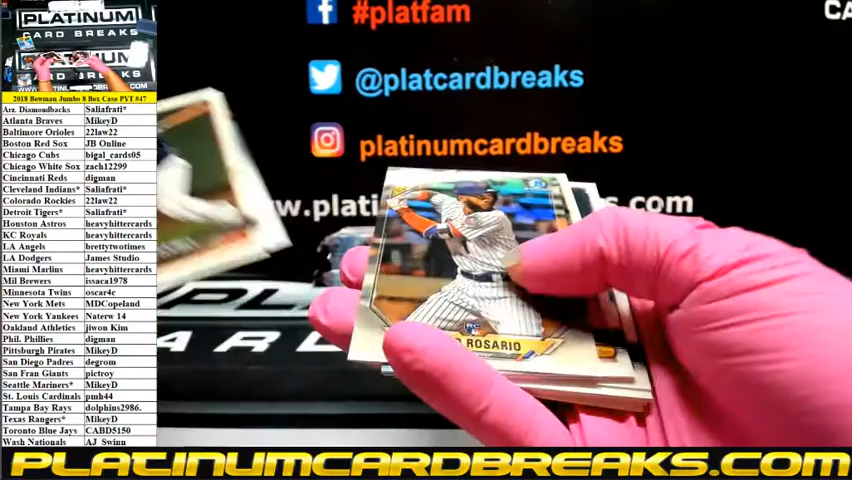 PLATINUM
CARD BREAKS
2018 Bowman Jumbo 8 Box Case PYT #47
Arz. Diamondbacks Saliafrati*
Atlanta Braves MikeyD
Baltimore Orioles 22law22
Boston Red Sox JB Online
Chicago Cubs bigal_cards05
Chicago White Sox zach12299
Cincinnati Reds digman
Cleveland Indians* Saliafrati*
Colorado Rockies 22law22
Detroit Tigers* Saliafrati*
Houston Astros heavyhittercards
KC Royals heavyhittercards
LA Angels brettytwotimes
LA Dodgers James Studio
Miami Marlins heavyhittercards
Mil Brewers issaca1978
Minnesota Twins oscar4c
New York Mets MDCopeland
New York Yankees Naterw 14
Oakland Athletics jiwon Kim
Phil. Phillies digman
Pittsburgh Pirates MikeyD
San Diego Padres degrom
San Fran Giants pictroy
Seattle Mariners* MikeyD
St. Louis Cardinals pmh44
Tampa Bay Rays dolphins2986.
Texas Rangers* MikeyD
Toronto Blue Jays CABD5150
Wash Nationals AJ_Swinn
#platfam
@platcardbreaks
platinumcardbreaks
CA
www.plati
ks.com
ROSARIO
PLATINUMCARDBREAKS.COM